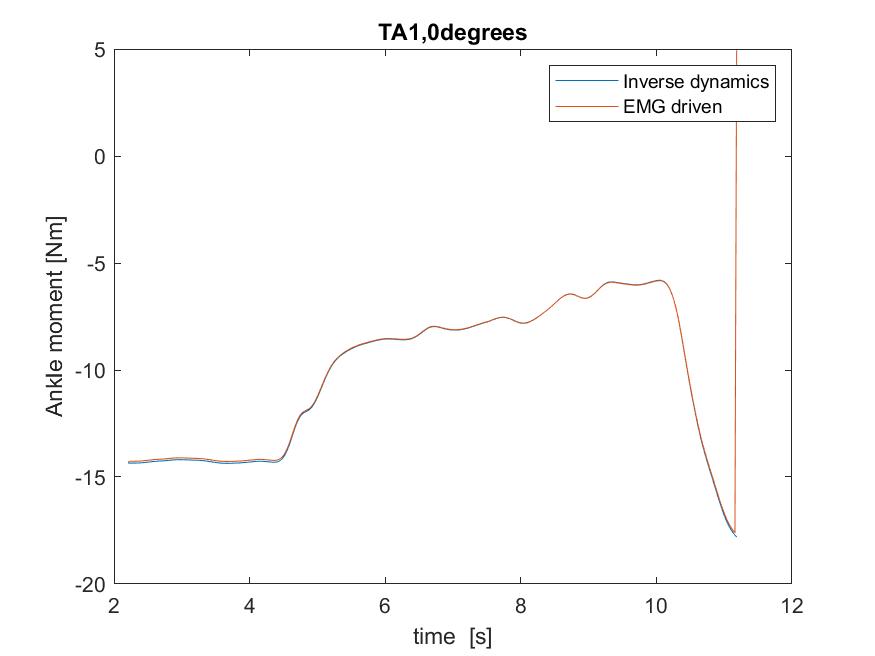 TA1,0degrees
5
0
-5
-10
-15
-20
Ankle moment [Nm]
Inverse dynamics
EMG driven
2 4 6 8 10 12
time [s]